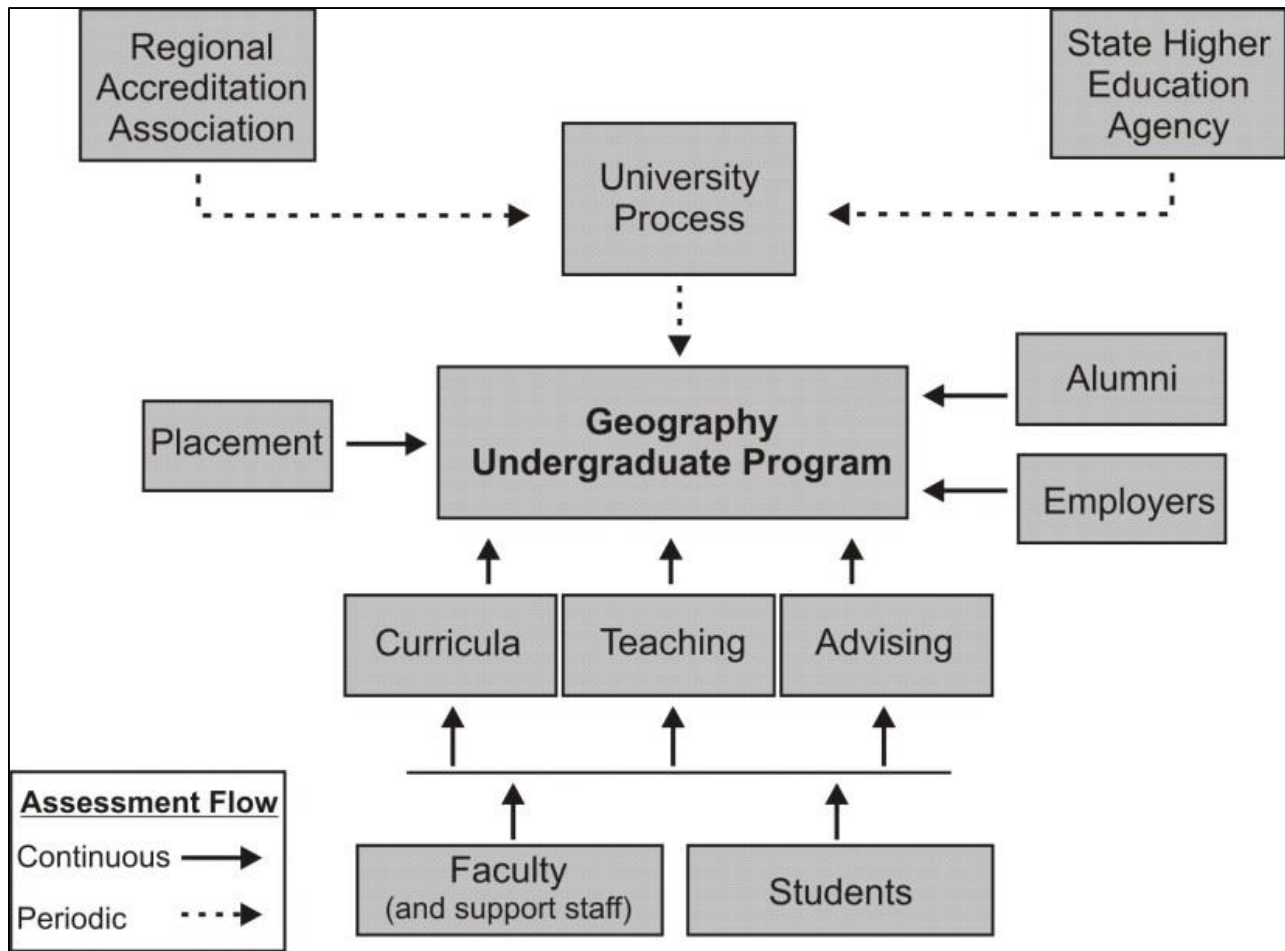 Regional
Accreditation
Association
State Higher
Education
Agency
University
Process
Geography
Undergraduate Program
Placement
Alumni
Employers
Curricula
Teaching
Advising
Assessment Flow
Continuous
Periodic
Faculty
(and support staff)
Students